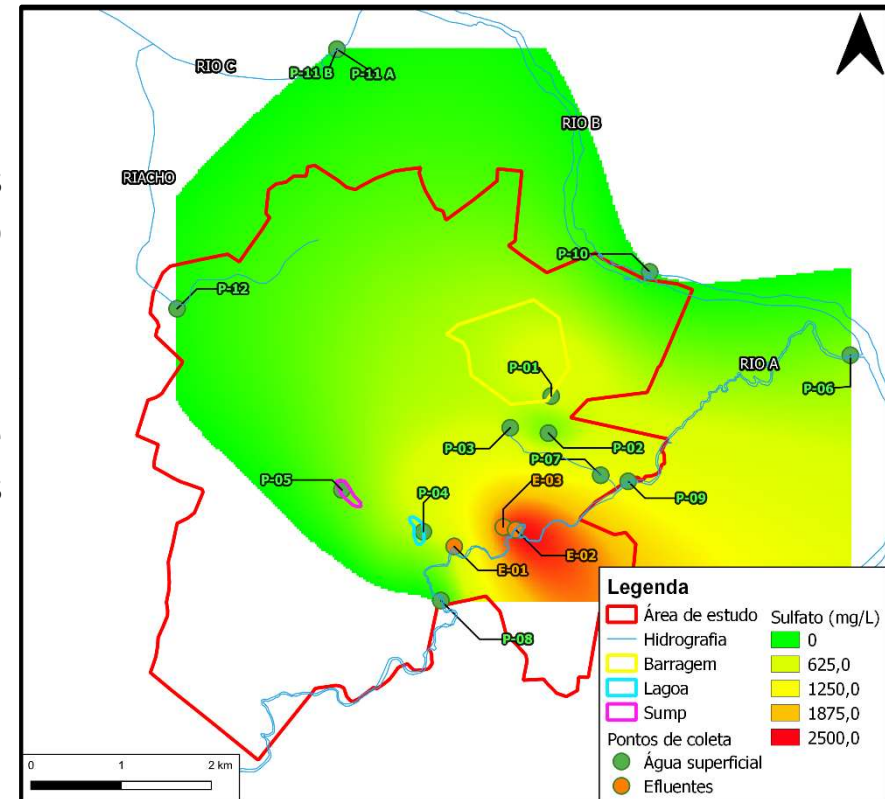 RIO C
P-11 B
P-11 A
RIO B
RIACHO
P-10
P-12
P-01
RIO A
P-06
P-03
P-02
P-07
P-05
P-04
E-03
P-09
E-01
E-02
P-08
Legenda
Área de estudo
Hidrografia
Barragem
Lagoa
Sump
Pontos de coleta
Água superficial
Efluentes
Sulfato (mg/L)
0
625,0
1250,0
1875,0
2500,0
0 1 2 km